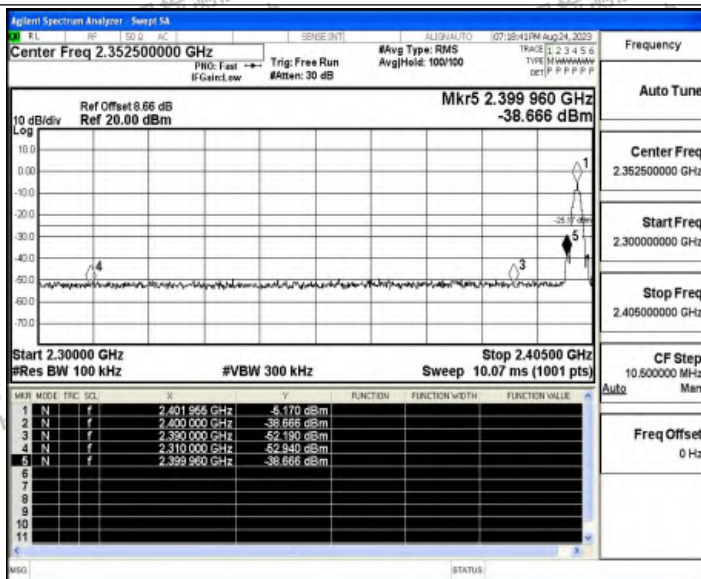 Agilent Spectrum Analyzer - Swept SA
RL RF 50 Ω AC SENSE:INT ALIGNAUTO 07:18:41 PM Aug 24, 2023
Center Freq 2.352500000 GHz
PNO: Fast
IFGain:Low
Trig: Free Run
#Atten: 30 dB
#Avg Type: RMS
Avg|Hold: 100/100
TRACE 1 2 3 4 5 6
TYPE M W W W W W
DET P P P P P P
Ref Offset 8.66 dB
10 dB/div Ref 20.00 dBm
Log
Mkr5 2.399 960 GHz
-38.666 dBm
10.0
0.00
-10.0
-20.0
-30.0
-40.0
-50.0
-60.0
-70.0
1
5
3
4
Start 2.30000 GHz
Stop 2.40500 GHz
#Res BW 100 kHz #VBW 300 kHz Sweep 10.07 ms (1001 pts)
MKR MODE TRC SCL X Y FUNCTION FUNCTION WIDTH FUNCTION VALUE
1 N f 2.401 955 GHz -5.170 dBm
2 N f 2.400 000 GHz -38.666 dBm
3 N f 2.390 000 GHz -52.190 dBm
4 N f 2.310 000 GHz -52.940 dBm
5 N f 2.399 960 GHz -38.666 dBm
6
7
8
9
10
11
MSG STATUS
Frequency
Auto Tune
Center Freq
2.352500000 GHz
Start Freq
2.300000000 GHz
Stop Freq
2.405000000 GHz
CF Step
10.500000 MHz
Auto Man
Freq Offset
0 Hz